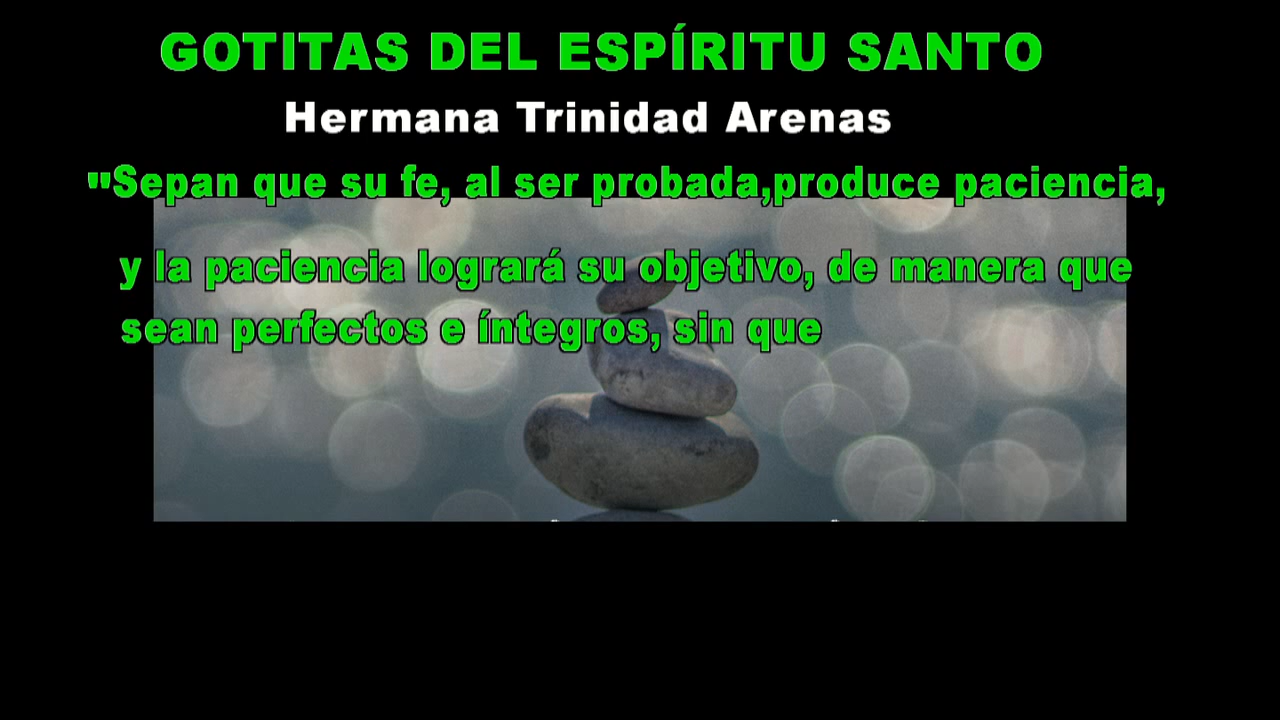 GOTITAS DEL ESPÍRITU SANTO
Hermana Trinidad Arenas
"Sepan que su fe, al ser probada,produce paciencia,
y la paciencia logrará su objetivo, de manera que
sean perfectos e íntegros, sin que